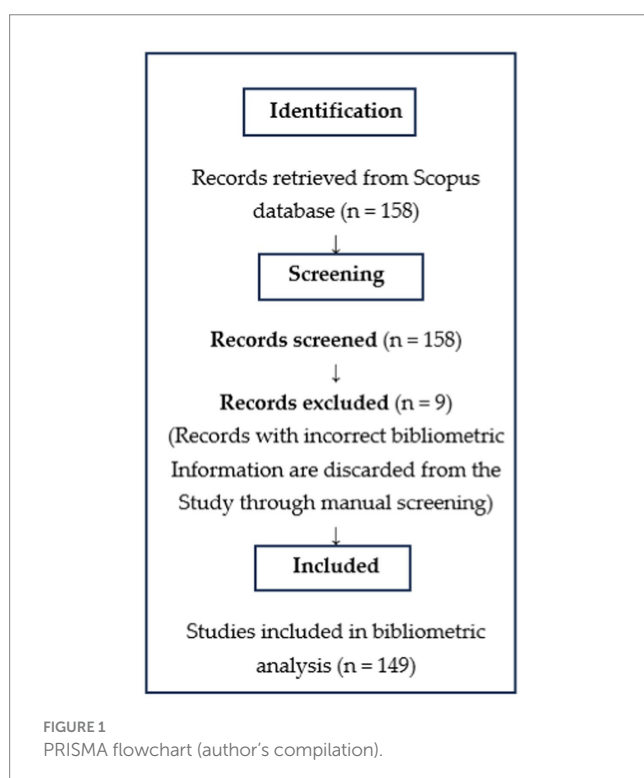 Identification
Records retrieved from Scopus
database (n = 158)
↓
Screening
Records screened (n = 158)
↓
Records excluded (n = 9)
(Records with incorrect bibliometric
Information are discarded from the
Study through manual screening)
↓
Included
Studies included in bibliometric
analysis (n = 149)
FIGURE 1
PRISMA flowchart (author’s compilation).